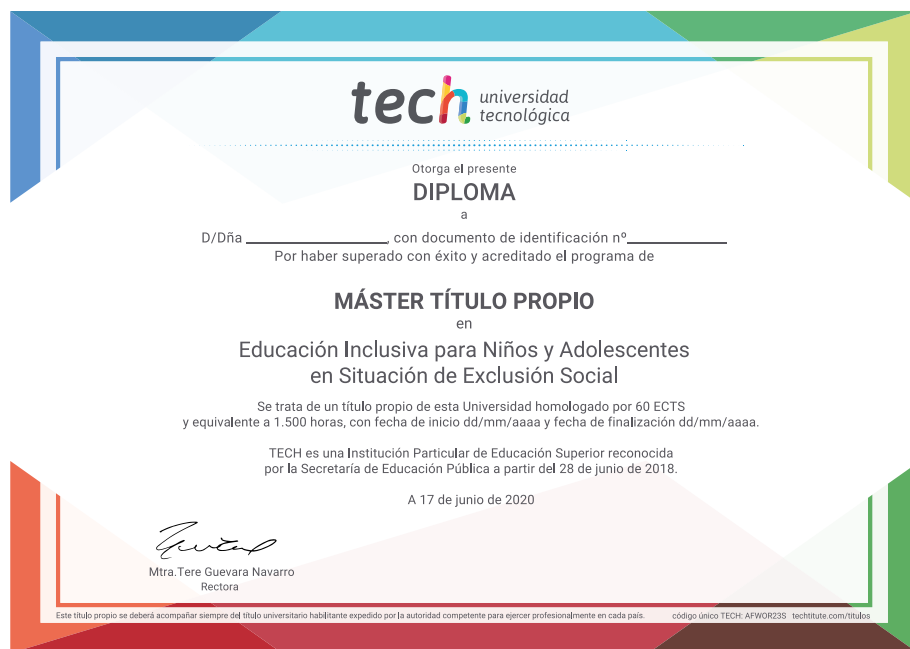 tech universidad
tecnológica
Otorga el presente
DIPLOMA
a
D/Dña ____________________, con documento de identificación nº______________
Por haber superado con éxito y acreditado el programa de
MÁSTER TÍTULO PROPIO
en
Educación Inclusiva para Niños y Adolescentes
en Situación de Exclusión Social
Se trata de un título propio de esta Universidad homologado por 60 ECTS
y equivalente a 1.500 horas, con fecha de inicio dd/mm/aaaa y fecha de finalización dd/mm/aaaa.
TECH es una Institución Particular de Educación Superior reconocida
por la Secretaría de Educación Pública a partir del 28 de junio de 2018.
A 17 de junio de 2020
Mtra.Tere Guevara Navarro
Rectora
Este título propio se deberá acompañar siempre del título universitario habilitante expedido por la autoridad competente para ejercer profesionalmente en cada país. código único TECH: AFWOR23S techtitute.com/titulos